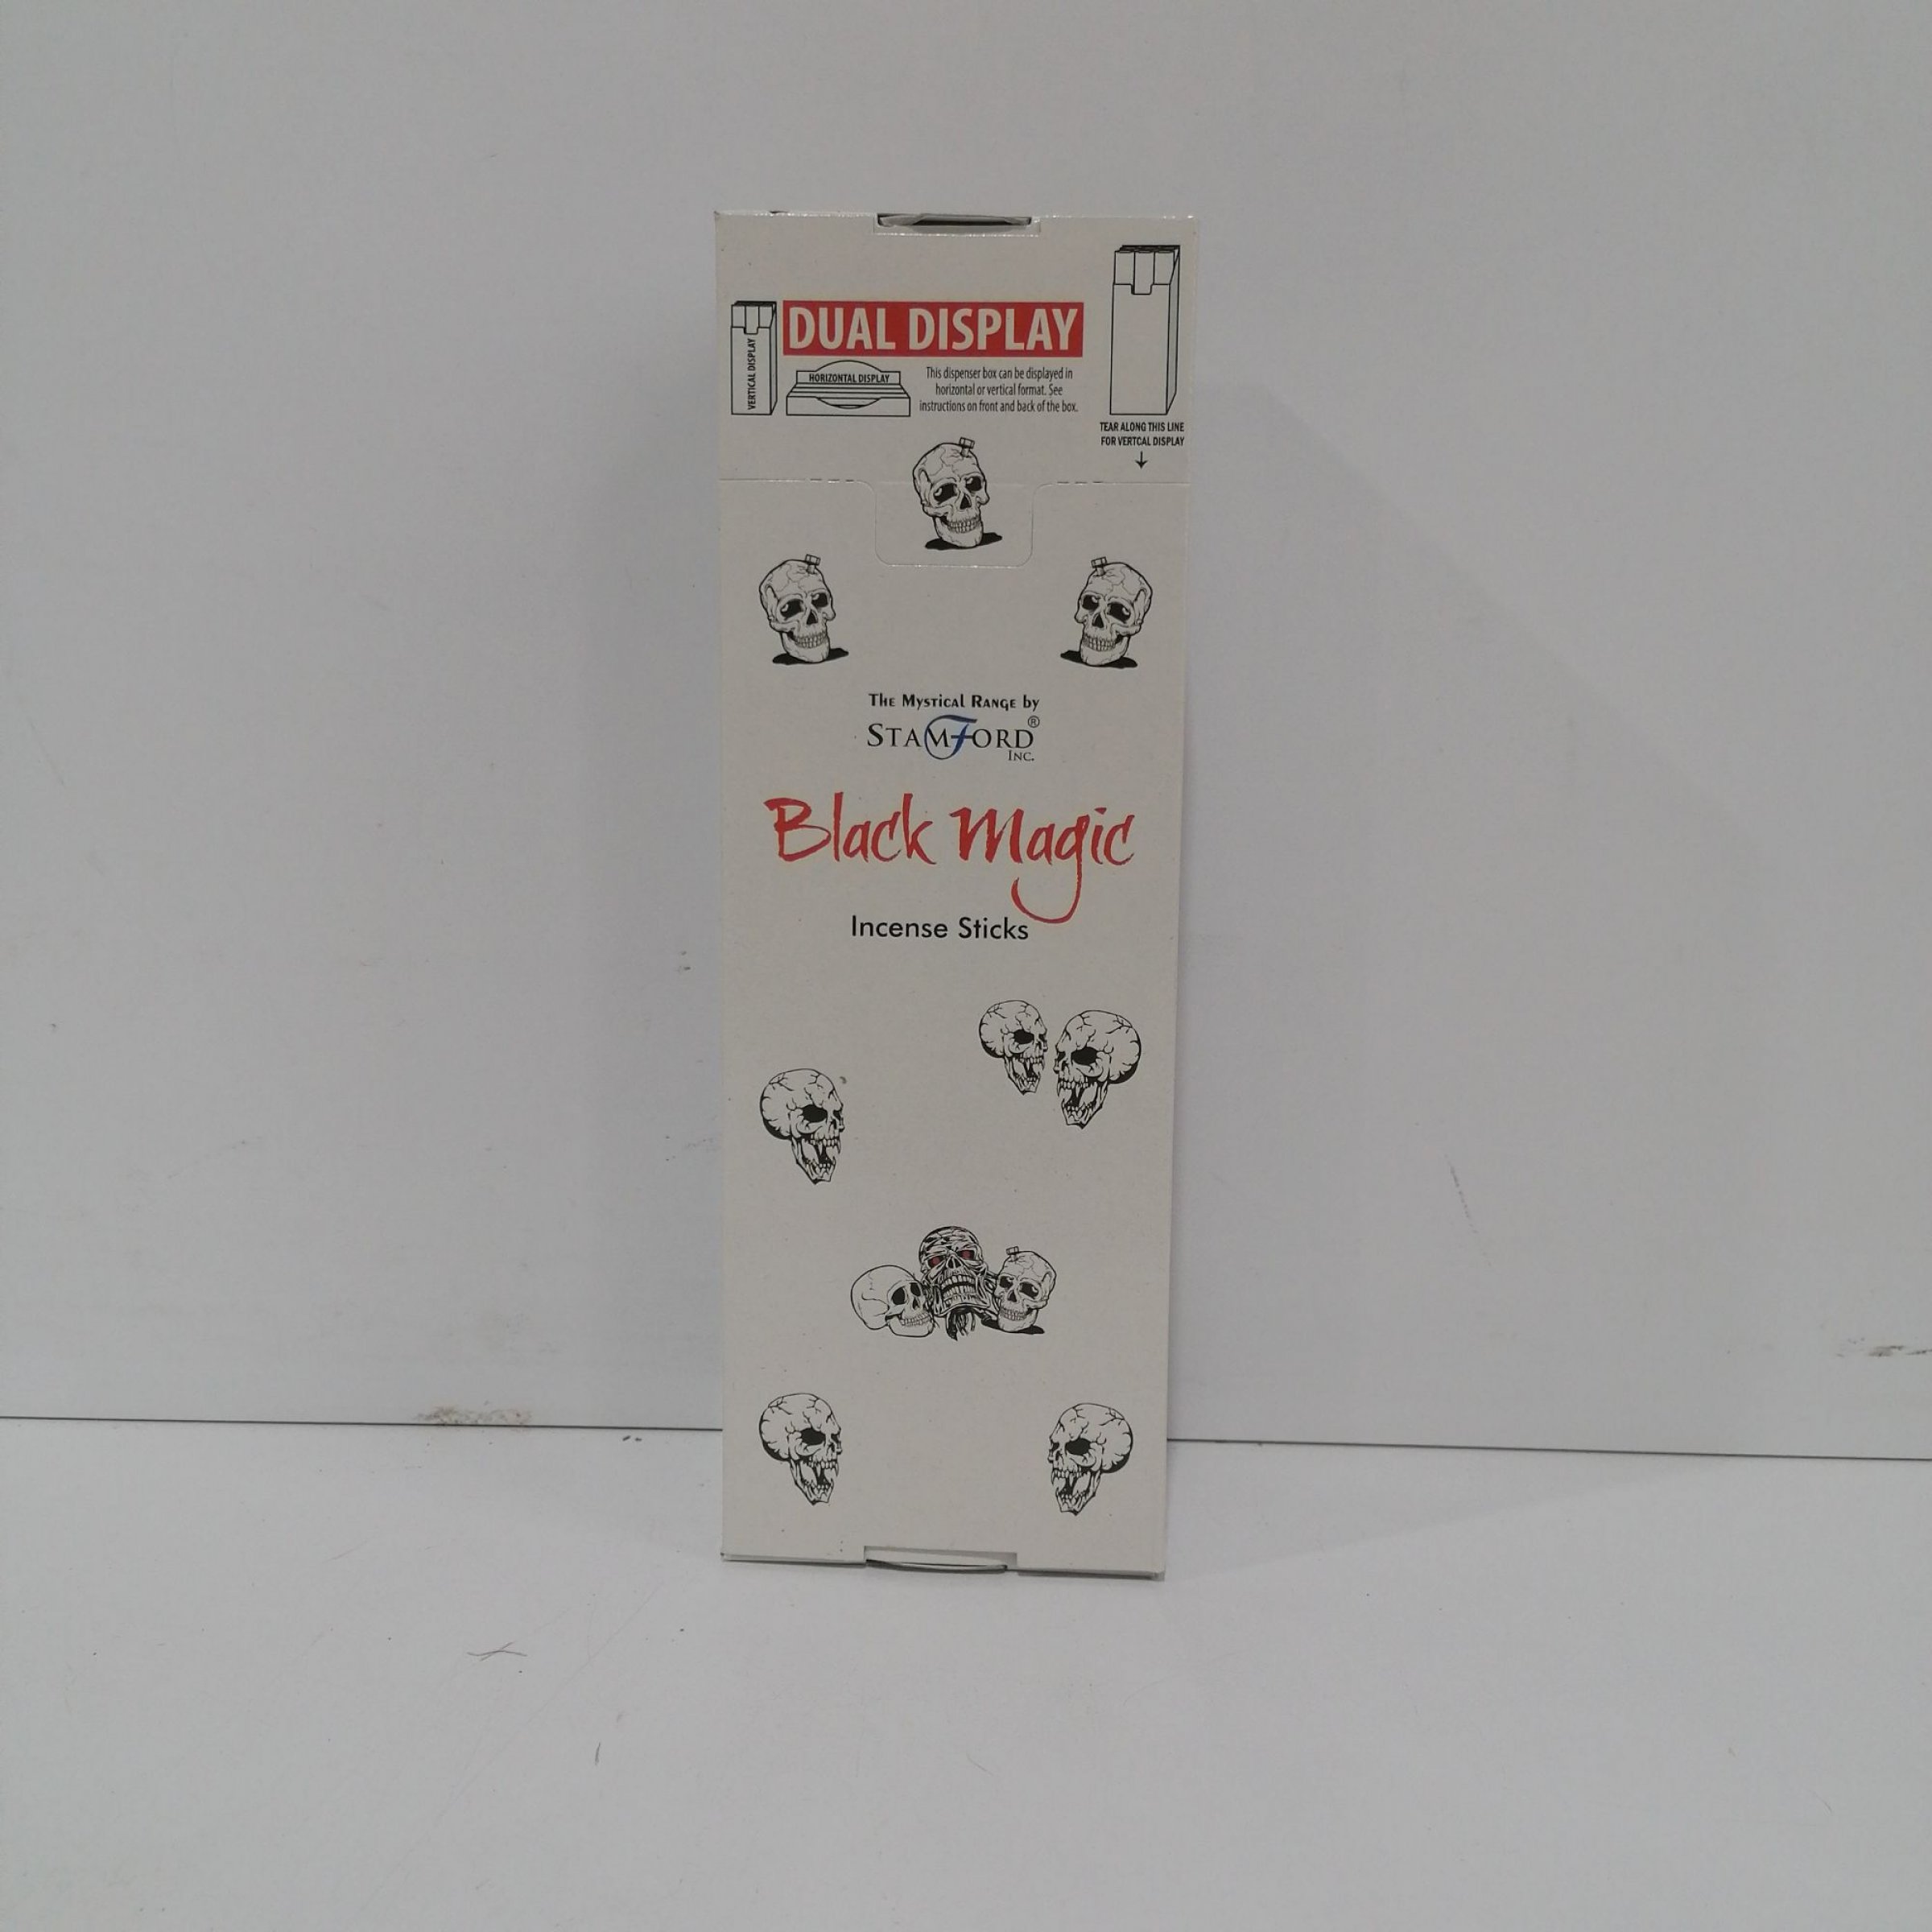 DUAL DISPLAY
VERTICAL DISPLAY
HORIZONTAL DISPLAY
This dispenser box can be displayed in
horizontal or vertical format. See
instructions on front and back of the box.
TEAR ALONG THIS LINE
FOR VERTCAL DISPLAY
The Mystical Range by
STAMFORD®
INC.
Black Magic
Incense Sticks